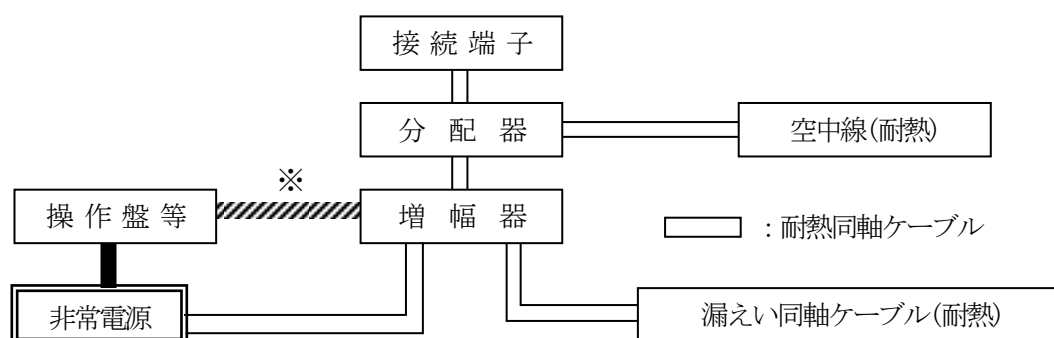 接続端子
分配器
空中線(耐熱)
※
操作盤等
増幅器
：耐熱同軸ケーブル
非常電源
漏えい同軸ケーブル(耐熱)